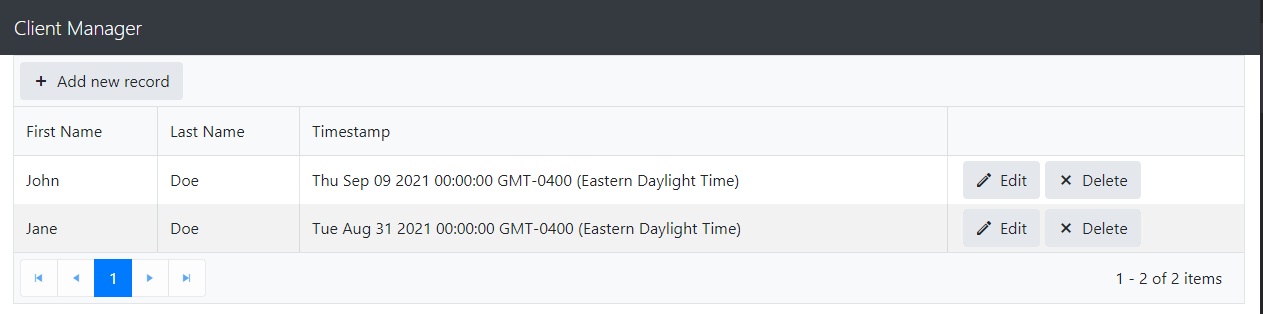 Client Manager
Add new record
First Name Last Name Timestamp
John Doe Thu Sep 09 2021 00:00:00 GMT-0400 (Eastern Daylight Time) Edit Delete
Jane Doe Tue Aug 31 2021 00:00:00 GMT-0400 (Eastern Daylight Time) Edit Delete
1 1 - 2 of 2 items